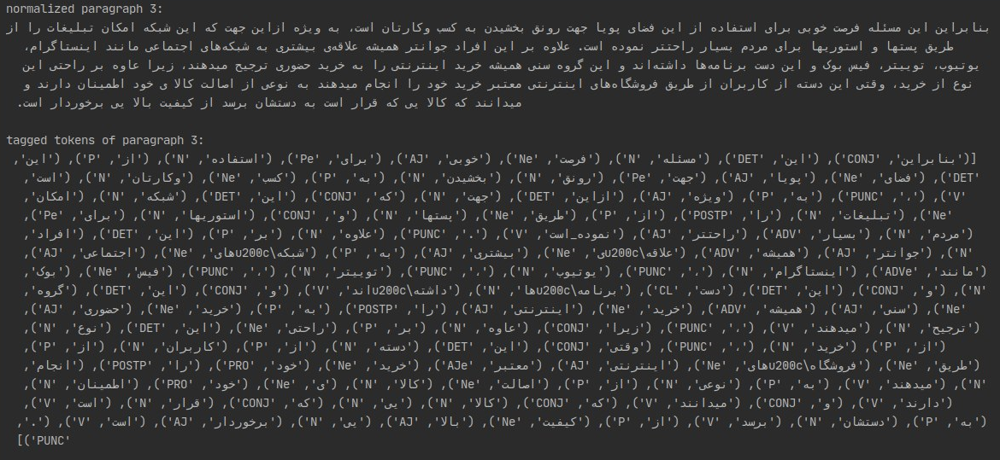 normalized paragraph 3:
بنابراین این مسئله فرصت خوبی برای استفاده از این فضای پویا جهت رونق بخشیدن به کسب وکارتان است، به ویژه ازاین جهت که این شبکه امکان تبلیغات را از
طریق پستها و استوریها برای مردم بسیار راحتتر نموده است. علاوه بر این افراد جوانتر همیشه علاقه‌ی بیشتری به شبکه‌های اجتماعی مانند اینستاگرام،
یوتیوب، توییتر، فیس بوک و این دست برنامه‌ها داشته‌اند و این گروه سنی همیشه خرید اینترنتی را به خرید حضوری ترجیح میدهند، زیرا عاوه بر راحتی این
نوع از خرید، وقتی این دسته از کاربران از طریق فروشگاه‌های اینترنتی معتبر خرید خود را انجام میدهند به نوعی از اصالت کالا ی خود اطمینان دارند و
میدانند که کالا یی که قرار است به دستشان برسد از کیفیت بالا یی برخوردار است.
tagged tokens of paragraph 3:
[('بنابراین', 'CONJ'), ('این', 'DET'), ('مسئله', 'N'), ('فرصت', 'Ne'), ('خوبی', 'AJ'), ('برای', 'Pe'), ('استفاده', 'N'), ('از', 'P'), ('این',
'DET'), ('فضای', 'Ne'), ('پویا', 'AJ'), ('جهت', 'Pe'), ('رونق', 'N'), ('بخشیدن', 'N'), ('به', 'P'), ('کسب', 'Ne'), ('وکارتان', 'N'), ('است',
'V'), ('،', 'PUNC'), ('به', 'P'), ('ویژه', 'AJ'), ('ازاین', 'DET'), ('جهت', 'N'), ('که', 'CONJ'), ('این', 'DET'), ('شبکه', 'N'), ('امکان',
'Ne'), ('تبلیغات', 'N'), ('را', 'POSTP'), ('از', 'P'), ('طریق', 'Ne'), ('پستها', 'N'), ('و', 'CONJ'), ('استوریها', 'N'), ('برای', 'Pe'),
('مردم', 'N'), ('بسیار', 'ADV'), ('راحتتر', 'AJ'), ('نموده_است', 'V'), ('.', 'PUNC'), ('علاوه', 'N'), ('بر', 'P'), ('این', 'DET'), ('افراد',
'N'), ('جوانتر', 'AJ'), ('همیشه', 'ADV'), ('علاقه\u200cی', 'Ne'), ('بیشتری', 'AJ'), ('به', 'P'), ('شبکه\u200cهای', 'Ne'), ('اجتماعی', 'AJ'),
('مانند', 'ADVe'), ('اینستاگرام', 'N'), ('،', 'PUNC'), ('یوتیوب', 'N'), ('،', 'PUNC'), ('توییتر', 'N'), ('،', 'PUNC'), ('فیس', 'Ne'), ('بوک',
'N'), ('و', 'CONJ'), ('این', 'DET'), ('دست', 'CL'), ('برنامه\u200cها', 'N'), ('داشته\u200cاند', 'V'), ('و', 'CONJ'), ('این', 'DET'), ('گروه',
'Ne'), ('سنی', 'AJ'), ('همیشه', 'ADV'), ('خرید', 'Ne'), ('اینترنتی', 'AJ'), ('را', 'POSTP'), ('به', 'P'), ('خرید', 'Ne'), ('حضوری', 'AJ'),
('ترجیح', 'N'), ('میدهند', 'V'), ('،', 'PUNC'), ('زیرا', 'CONJ'), ('عاوه', 'N'), ('بر', 'P'), ('راحتی', 'Ne'), ('این', 'DET'), ('نوع', 'N'),
('از', 'P'), ('خرید', 'N'), ('،', 'PUNC'), ('وقتی', 'CONJ'), ('این', 'DET'), ('دسته', 'N'), ('از', 'P'), ('کاربران', 'N'), ('از', 'P'),
('طریق', 'Ne'), ('فروشگاه\u200cهای', 'Ne'), ('اینترنتی', 'AJ'), ('معتبر', 'AJe'), ('خرید', 'Ne'), ('خود', 'PRO'), ('را', 'POSTP'), ('انجام',
'N'), ('میدهند', 'V'), ('به', 'P'), ('نوعی', 'N'), ('از', 'P'), ('اصالت', 'Ne'), ('کالا', 'N'), ('ی', 'Ne'), ('خود', 'PRO'), ('اطمینان', 'N'),
('دارند', 'V'), ('و', 'CONJ'), ('میدانند', 'V'), ('که', 'CONJ'), ('کالا', 'N'), ('یی', 'N'), ('که', 'CONJ'), ('قرار', 'N'), ('است', 'V'),
('به', 'P'), ('دستشان', 'N'), ('برسد', 'V'), ('از', 'P'), ('کیفیت', 'Ne'), ('بالا', 'AJ'), ('یی', 'N'), ('برخوردار', 'AJ'), ('است', 'V'), ('.',
'PUNC')]